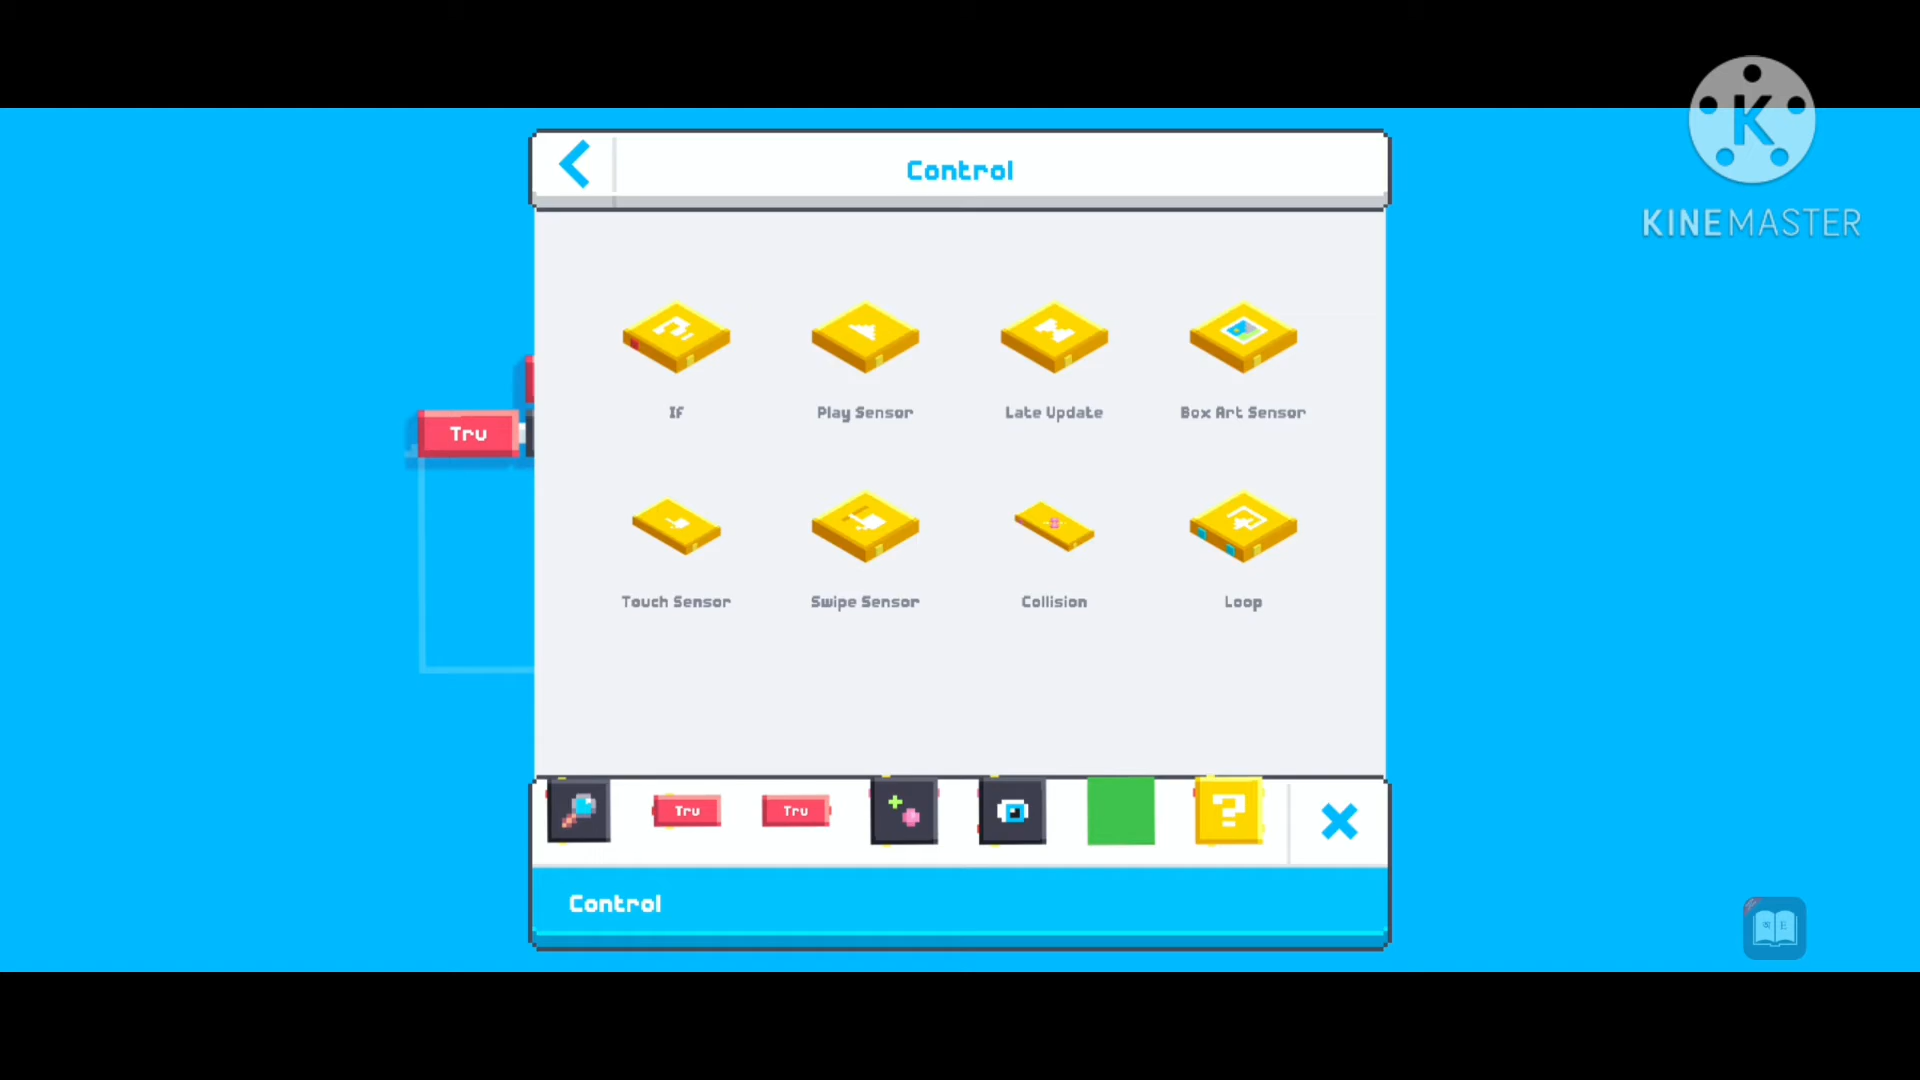 Control
KINEMASTER
If
Play Sensor
Late Update
Box Art Sensor
Tru
Touch Sensor
Swipe Sensor
Collision
Loop
Tru
Tru
Control